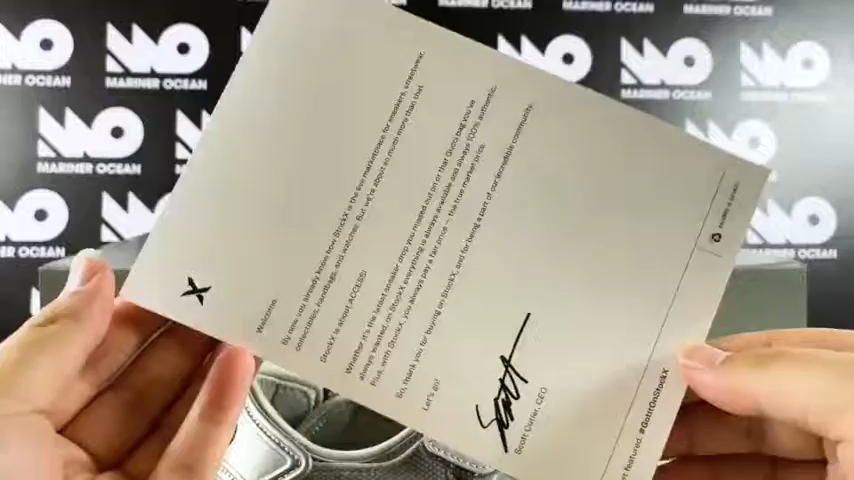 Welcome.
By now you already know how StockX is the live marketplace for sneakers, streetwear,
collectibles, handbags, and watches. But we're about so much more than that.
StockX is about ACCESS!
Whether it's the latest sneaker drop you missed out on or that Gucci bag you've
always wanted, on StockX everything is always available and always 100% authentic.
Plus, with StockX, you always pay a fair price – the true market price.
So, thank you for buying on StockX, and for being a part of our incredible community.
Let's go!
Scott
Scott Cutler, CEO
t featured. #GotItOnStockX
MARINER OCEAN
MARINER OCEAN
MARINER OCEAN
MARINER OCEAN
MARINER OCEAN
MARINER OCEAN